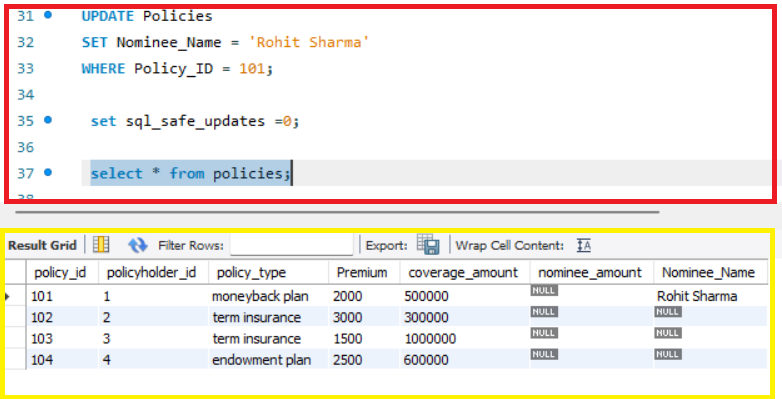 31 UPDATE Policies
32 SET Nominee_Name = 'Rohit Sharma'
33 WHERE Policy_ID = 101;
34
35 set sql_safe_updates =0;
36
37 select * from policies;
38
Result Grid Filter Rows: Export: Wrap Cell Content: IA
policy_id policyholder_id policy_type Premium coverage_amount nominee_amount Nominee_Name
101 1 moneyback plan 2000 500000 NULL Rohit Sharma
102 2 term insurance 3000 300000 NULL NULL
103 3 term insurance 1500 1000000 NULL NULL
104 4 endowment plan 2500 600000 NULL NULL